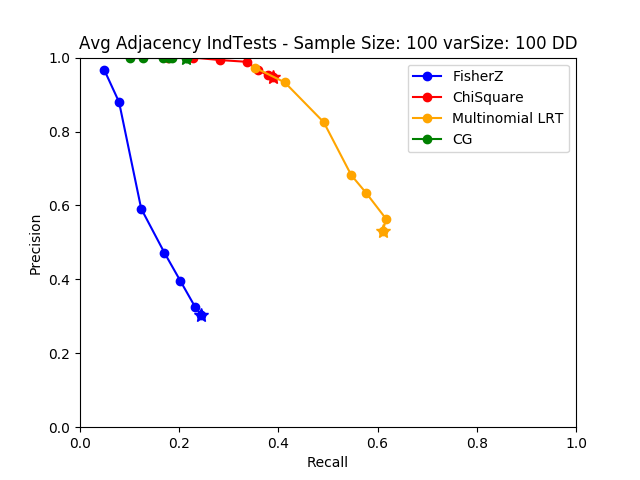 Avg Adjacency IndTests - Sample Size: 100 varSize: 100 DD
1.0
0.8
0.6
0.4
0.2
0.0
Precision
FisherZ
ChiSquare
Multinomial LRT
CG
0.0 0.2 0.4 0.6 0.8 1.0
Recall